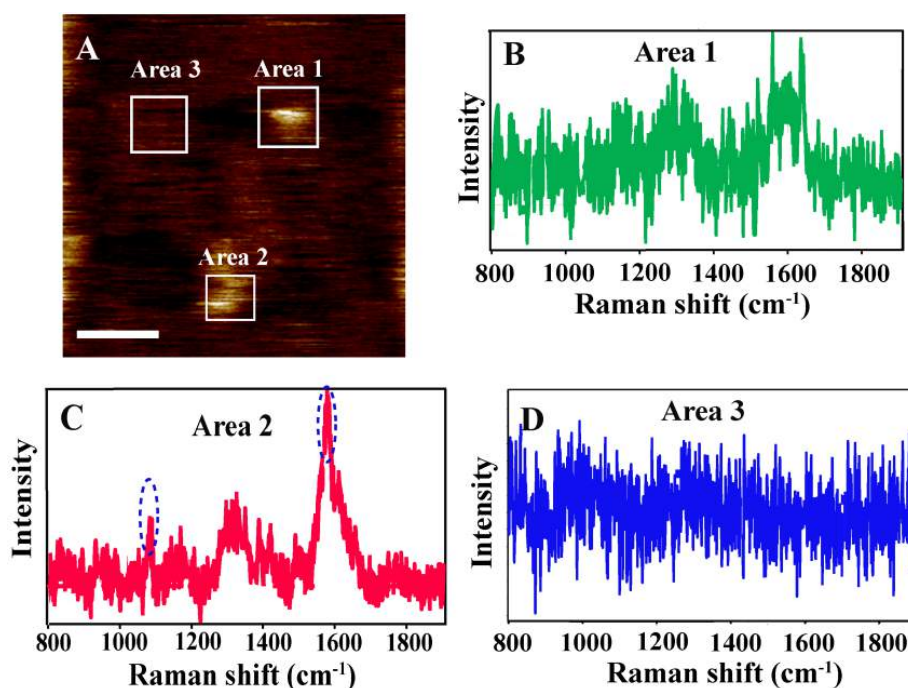 A
Area 3
Area 1
Area 2
B
Area 1
Intensity
800 1000 1200 1400 1600 1800
Raman shift (cm⁻¹)
C
Area 2
Intensity
800 1000 1200 1400 1600 1800
Raman shift (cm⁻¹)
D
Area 3
Intensity
800 1000 1200 1400 1600 1800
Raman shift (cm⁻¹)